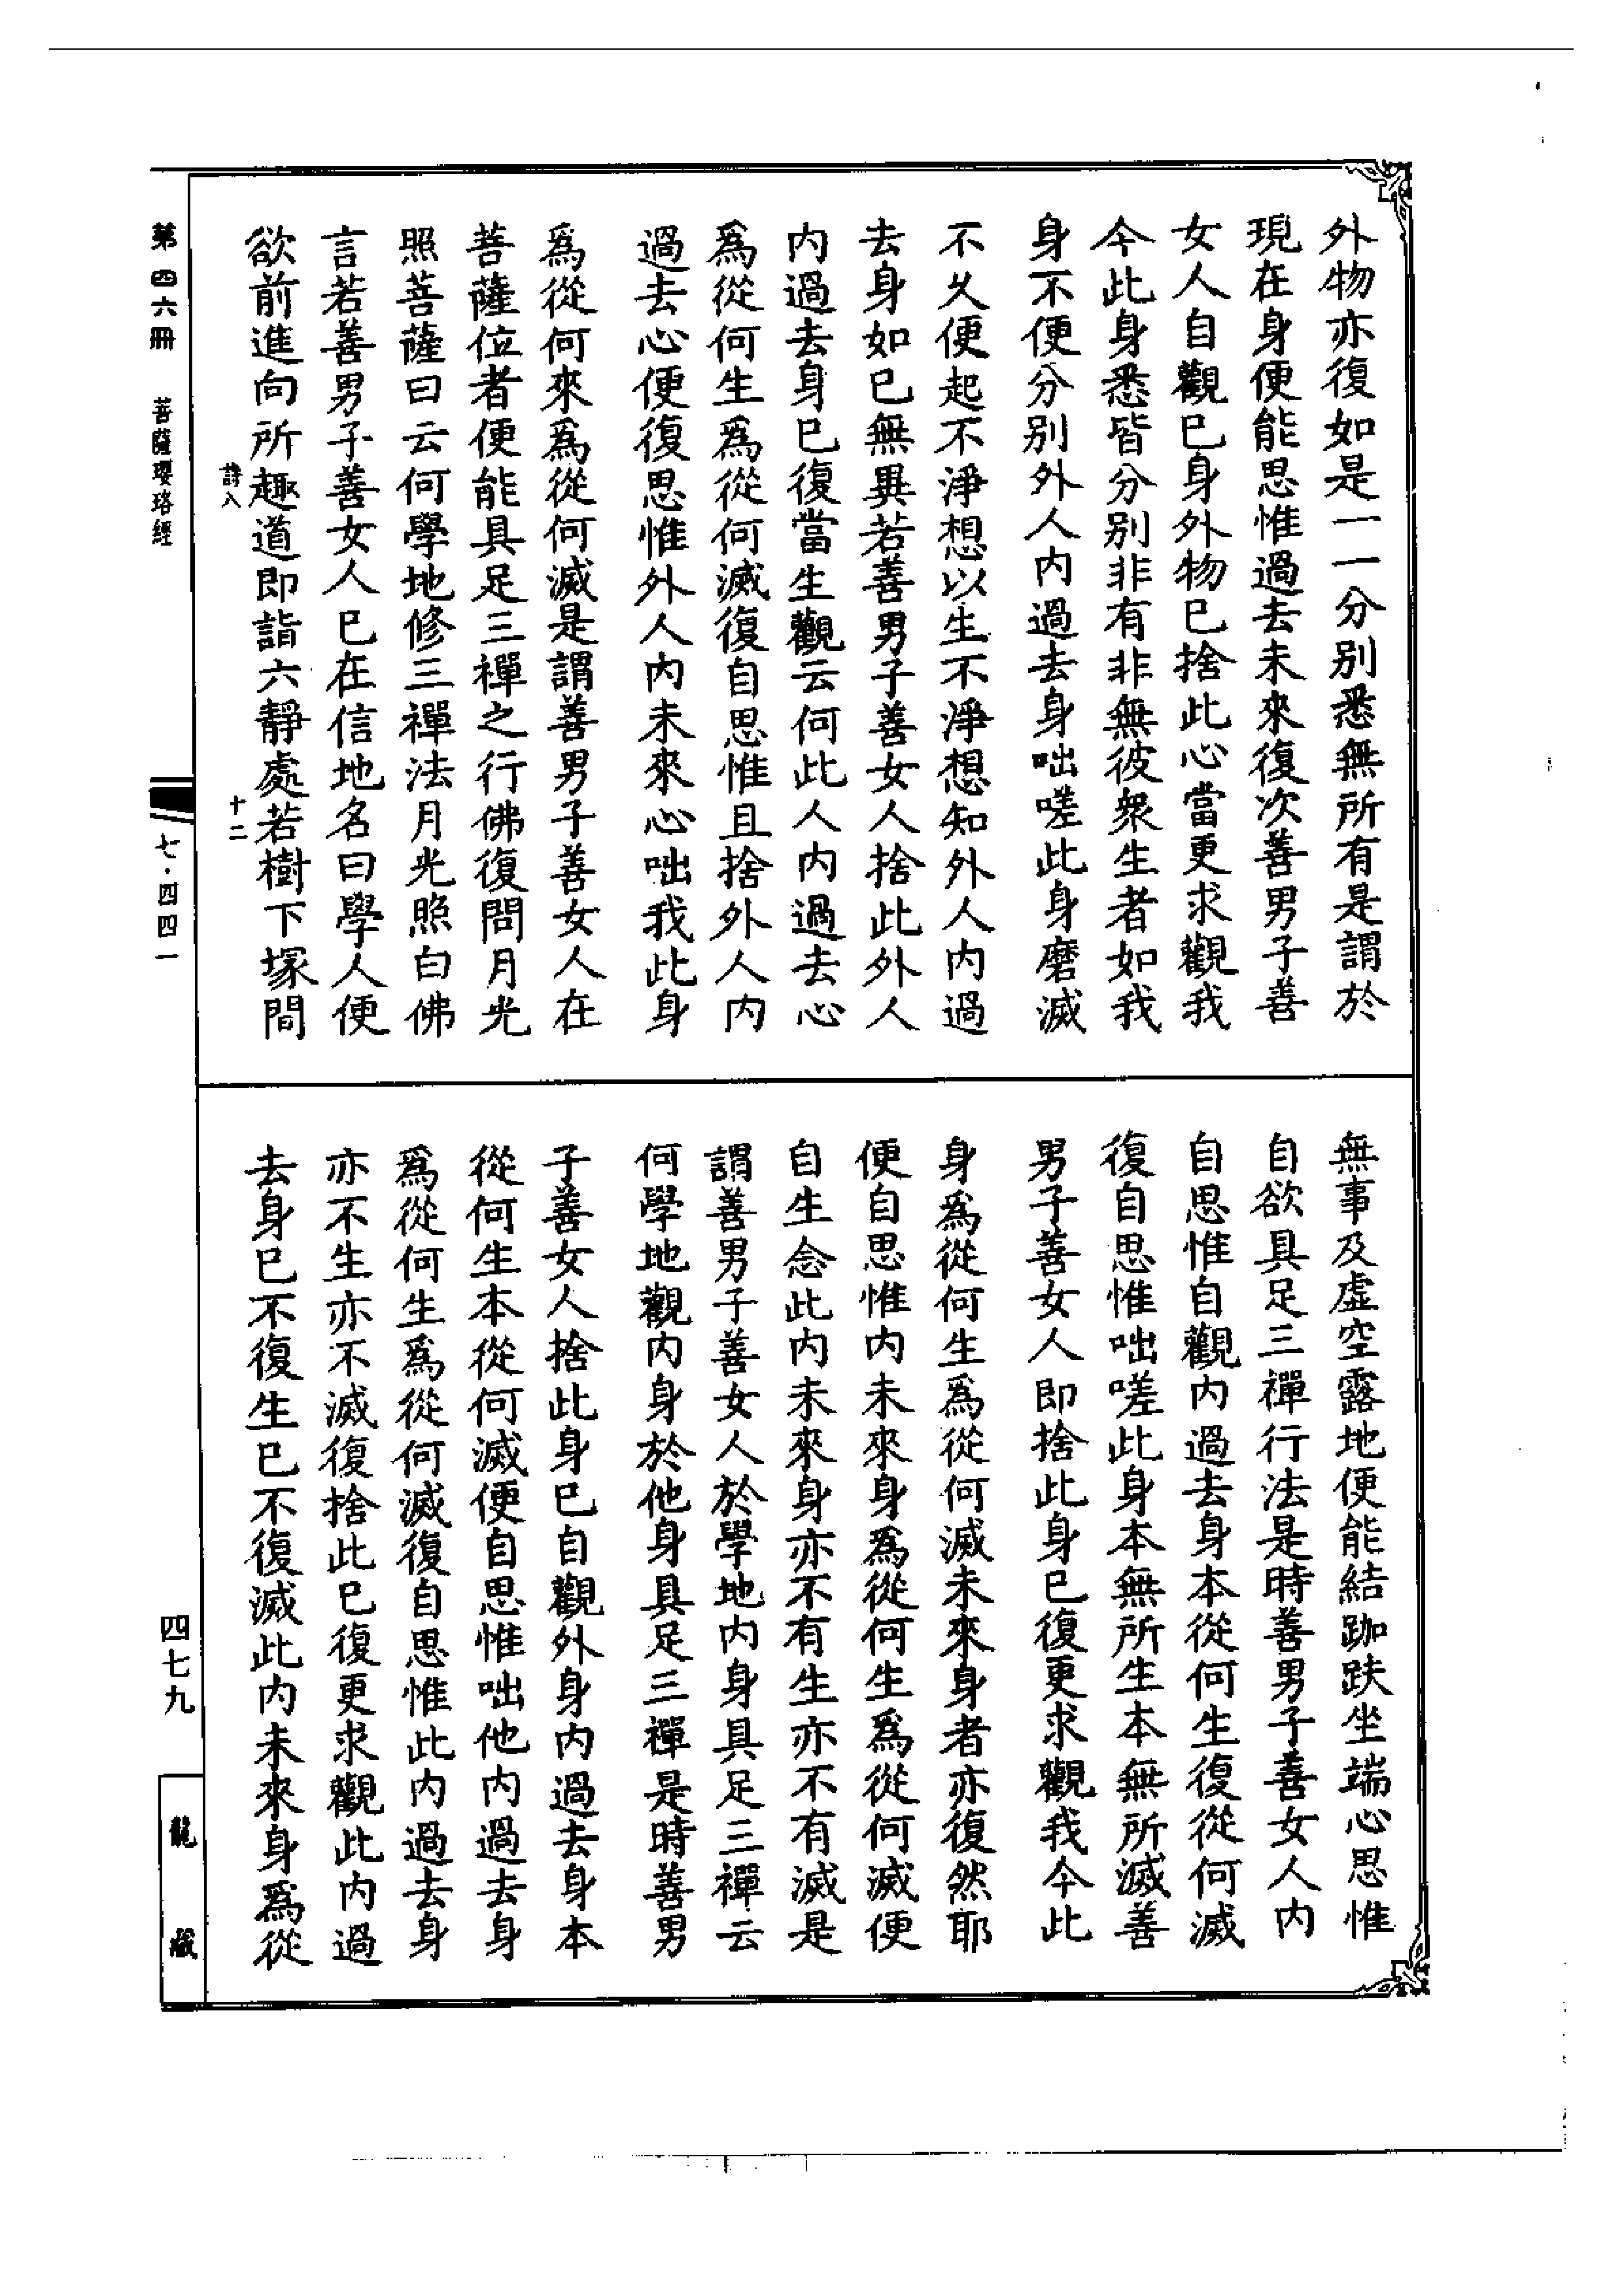 外物亦復如是一一分別悉無所有是謂於
現在身便能思惟過去未來復次善男子善
女人自觀已身外物已捨此心當更求觀我
今此身悉皆分別非有非無彼衆生者如我
身不便分別外人內過去身咄嗟此身磨滅
不久便起不淨想以生不淨想知外人內過
去身如已無異若善男子善女人捨此外人
內過去身已復當生觀云何此人內過去心
爲從何生爲從何滅復自思惟且捨外人內
過去心便復思惟外人內未來心咄我此身
爲從何來爲從何滅是謂善男子善女人在
菩薩位者便能具足三禪之行佛復問月光
照菩薩曰云何學地修三禪法月光照白佛
言若善男子善女人已在信地名曰學人便
欲前進向所趣道即詣六靜處若樹下塚間
詩八
十二
無事及虛空露地便能結跏趺坐端心思惟
自欲具足三禪行法是時善男子善女人內
自思惟自觀內過去身本從何生復從何滅
復自思惟咄嗟此身本無所生本無所滅善
男子善女人即捨此身已復更求觀我今此
身爲從何生爲從何滅未來身者亦復然耶
便自思惟內未來身爲從何生爲從何滅便
自生念此內未來身亦不有生亦不有滅是
謂善男子善女人於學地內身具足三禪云
何學地觀內身於他身具足三禪是時善男
子善女人捨此身已自觀外身內過去身本
從何生本從何滅便自思惟咄他內過去身
爲從何生爲從何滅復自思惟此內過去身
亦不生亦不滅復捨此已復更求觀此內過
去身已不復生已不復滅此內未來身爲從
第四六冊 菩薩瓔珞經
七·四四一
四七九
龍藏